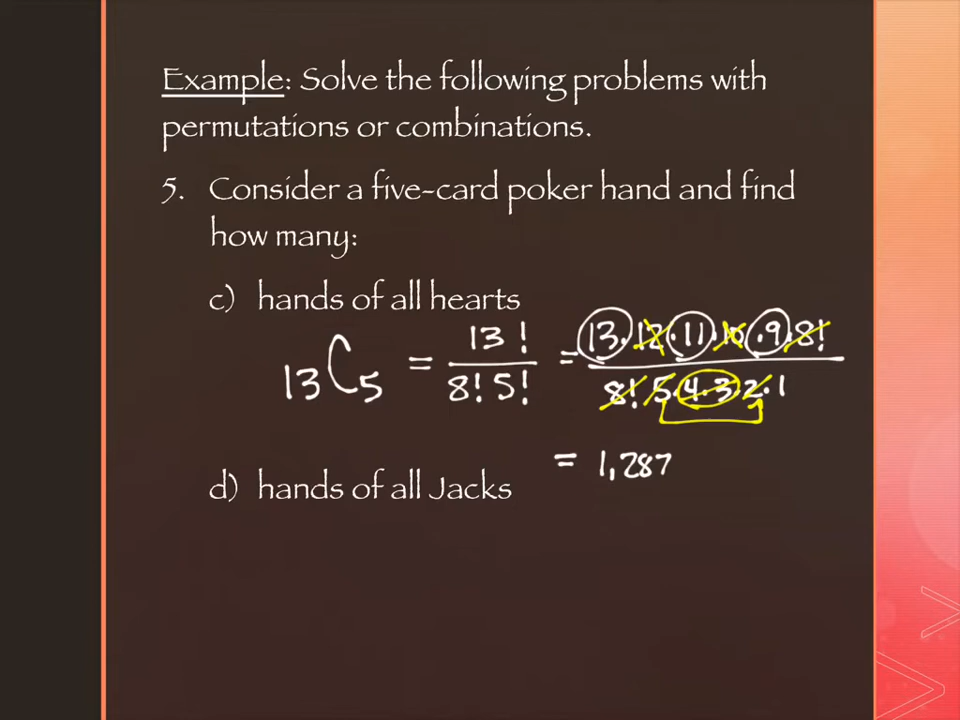 Example: Solve the following problems with
permutations or combinations.
5. Consider a five-card poker hand and find
how many:
c) hands of all hearts
13C5 = 13! / 8! 5! = 13·12·11·10·9·8! / 8!·5·4·3·2·1
= 1,287
d) hands of all Jacks